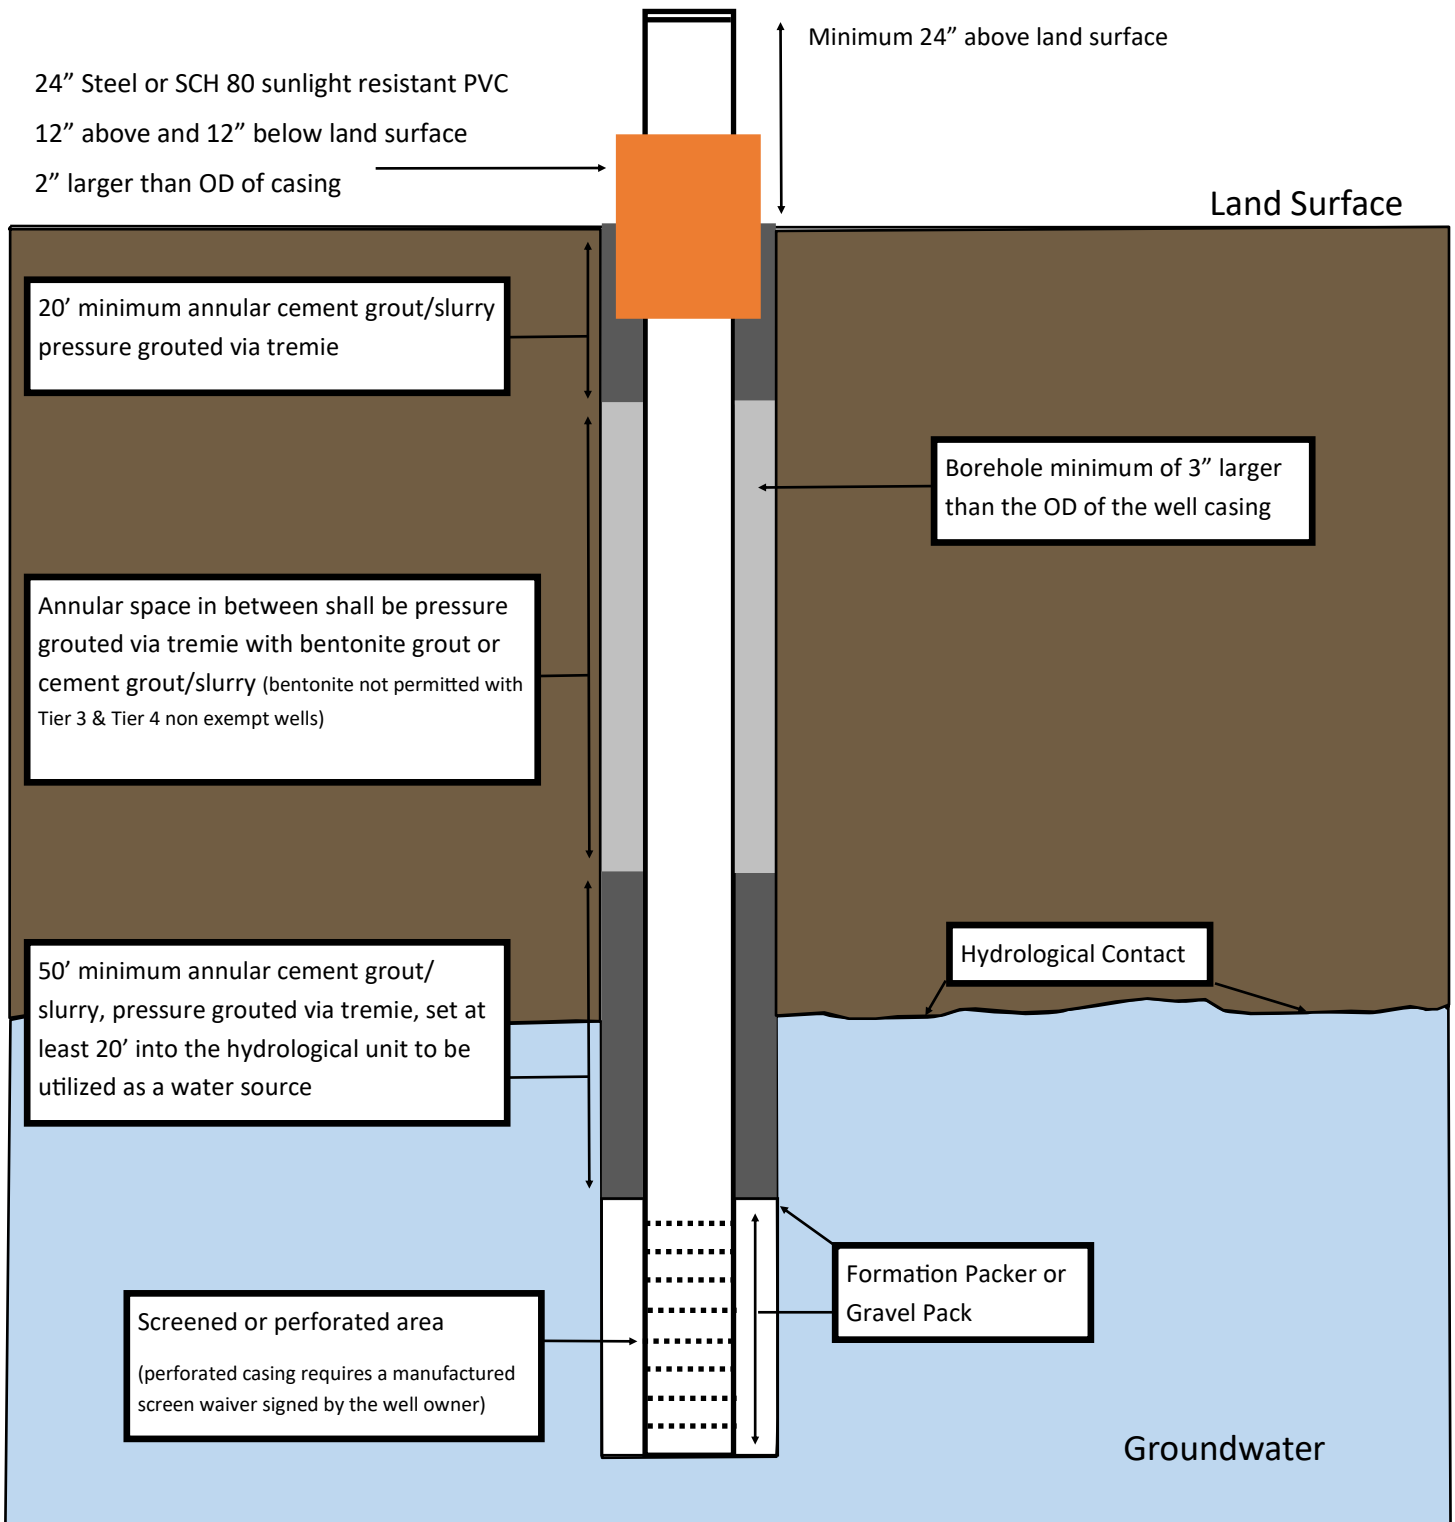 Minimum 24” above land surface
24” Steel or SCH 80 sunlight resistant PVC
12” above and 12” below land surface
2” larger than OD of casing
Land Surface
20’ minimum annular cement grout/slurry
pressure grouted via tremie
Borehole minimum of 3” larger
than the OD of the well casing
Annular space in between shall be pressure
grouted via tremie with bentonite grout or
cement grout/slurry (bentonite not permitted with
Tier 3 & Tier 4 non exempt wells)
50’ minimum annular cement grout/
slurry, pressure grouted via tremie, set at
least 20’ into the hydrological unit to be
utilized as a water source
Hydrological Contact
Formation Packer or
Gravel Pack
Screened or perforated area
(perforated casing requires a manufactured
screen waiver signed by the well owner)
Groundwater